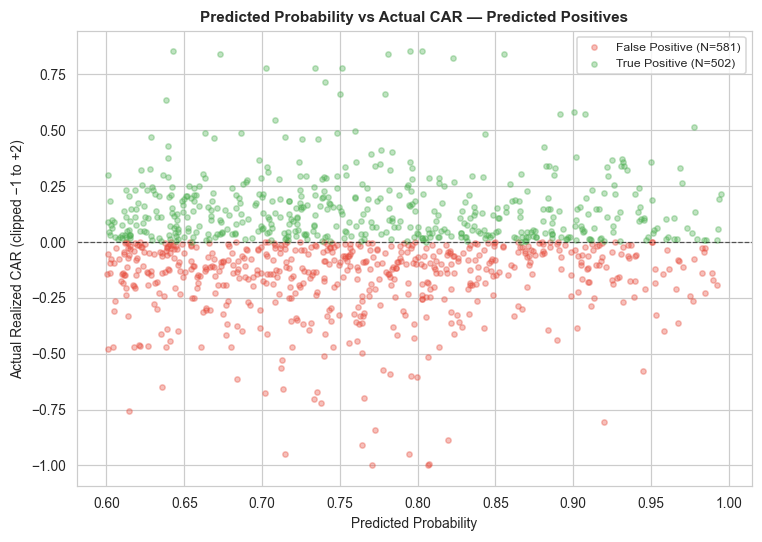 Predicted Probability vs Actual CAR — Predicted Positives
False Positive (N=581)
True Positive (N=502)
Actual Realized CAR (clipped −1 to +2)
0.75
0.50
0.25
0.00
−0.25
−0.50
−0.75
−1.00
0.60 0.65 0.70 0.75 0.80 0.85 0.90 0.95 1.00
Predicted Probability